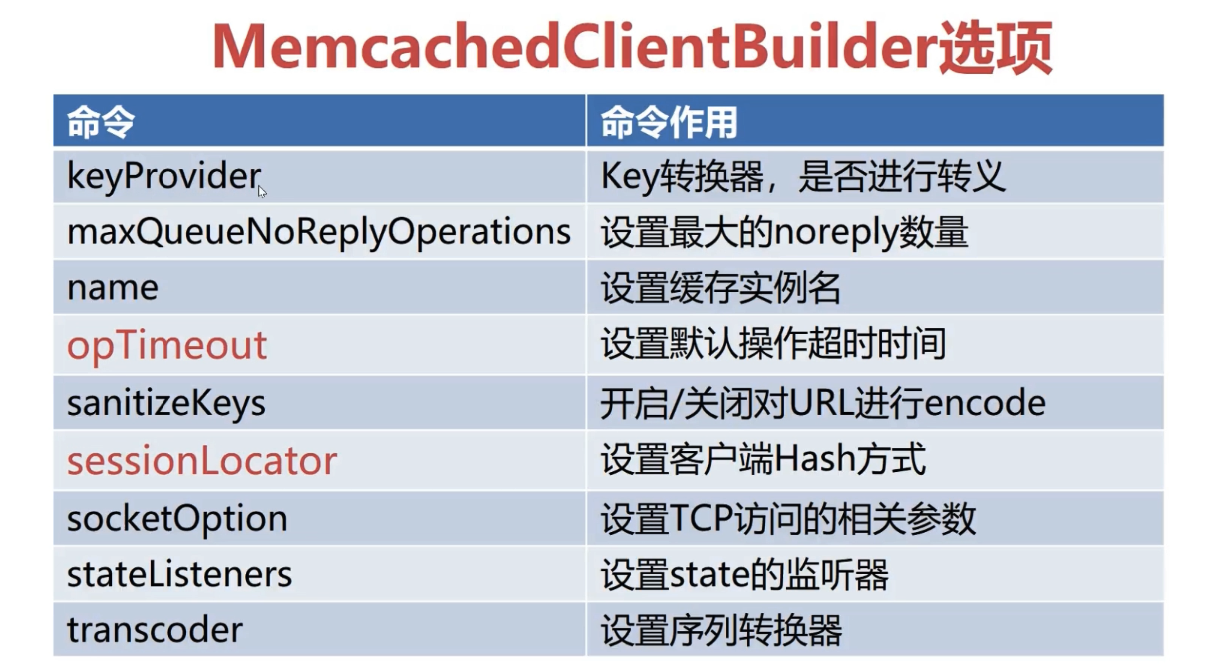 MemcachedClientBuilder选项
命令 命令作用
keyProvider Key转换器，是否进行转义
maxQueueNoReplyOperations 设置最大的noreply数量
name 设置缓存实例名
opTimeout 设置默认操作超时时间
sanitizeKeys 开启/关闭对URL进行encode
sessionLocator 设置客户端Hash方式
socketOption 设置TCP访问的相关参数
stateListeners 设置state的监听器
transcoder 设置序列转换器